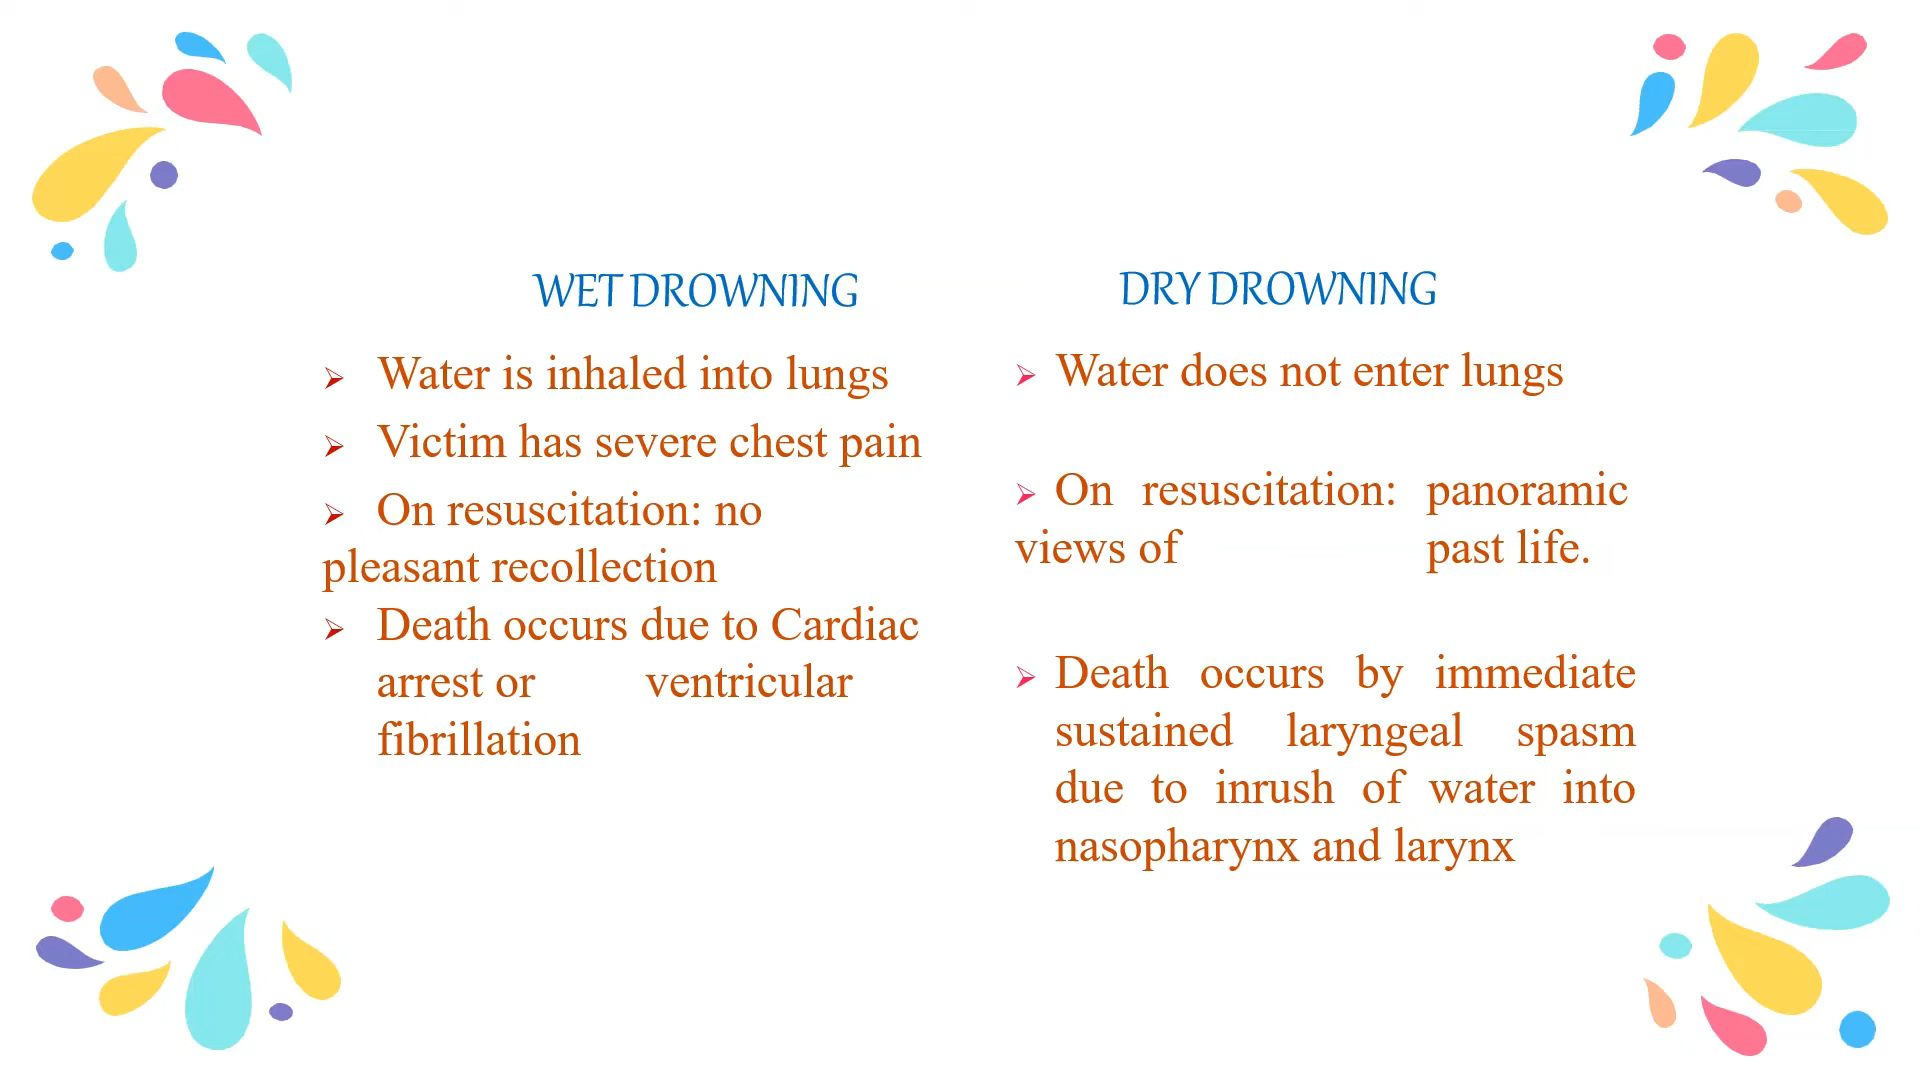 WET DROWNING
➢ Water is inhaled into lungs
➢ Victim has severe chest pain
➢ On resuscitation: no
pleasant recollection
➢ Death occurs due to Cardiac
arrest or ventricular
fibrillation
DRY DROWNING
➢ Water does not enter lungs
➢ On resuscitation: panoramic
views of past life.
➢ Death occurs by immediate
sustained laryngeal spasm
due to inrush of water into
nasopharynx and larynx